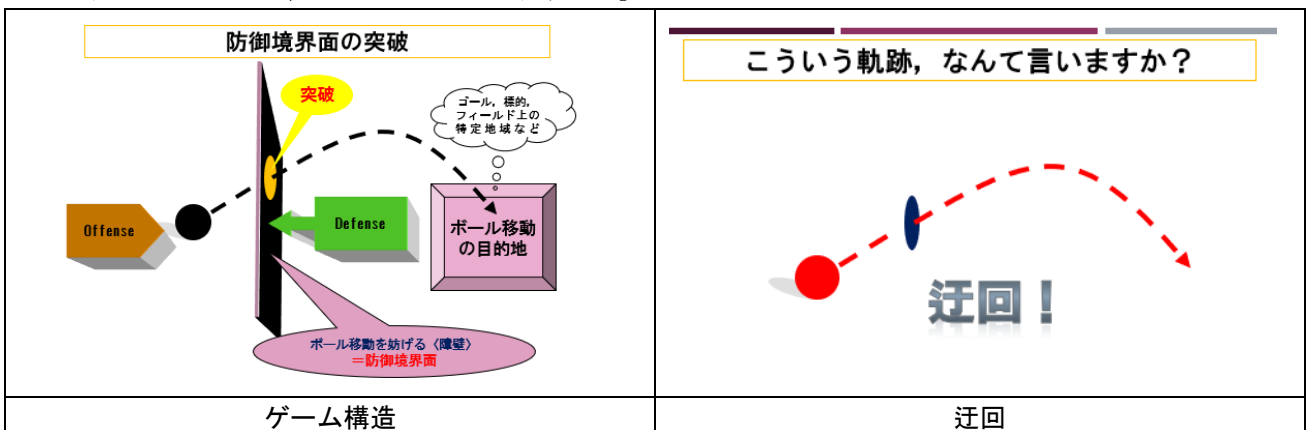 防御境界面の突破
突破
ゴール，標的，
フィールド上の
特定地域など
Offense
Defense
ボール移動
の目的地
ボール移動を妨げる〈障壁〉
＝防御境界面
ゲーム構造
こういう軌跡，なんて言いますか？
迂回！
迂回